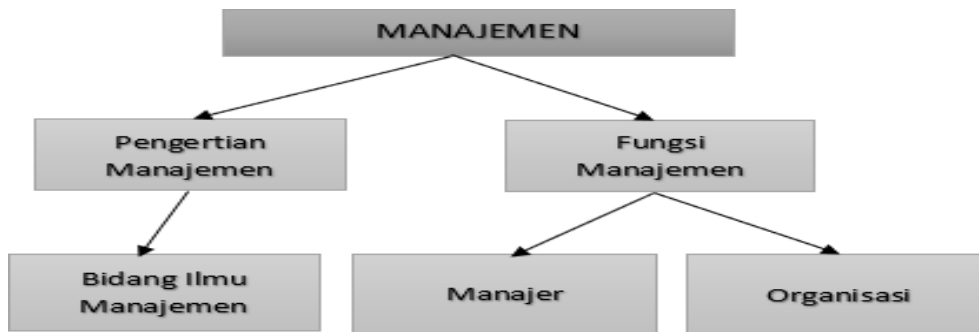 MANAJEMEN
Pengertian
Manajemen
Fungsi
Manajemen
Bidang Ilmu
Manajemen
Manajer
Organisasi